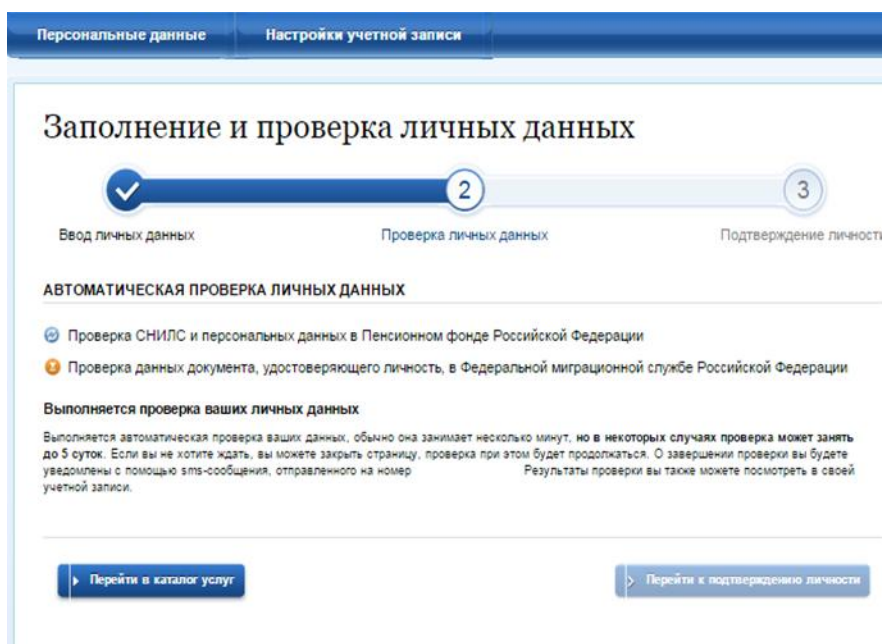 Персональные данные Настройки учетной записи
Заполнение и проверка личных данных
2 3
Ввод личных данных Проверка личных данных Подтверждение личности
АВТОМАТИЧЕСКАЯ ПРОВЕРКА ЛИЧНЫХ ДАННЫХ
Проверка СНИЛС и персональных данных в Пенсионном фонде Российской Федерации
Проверка данных документа, удостоверяющего личность, в Федеральной миграционной службе Российской Федерации
Выполняется проверка ваших личных данных
Выполняется автоматическая проверка ваших данных, обычно она занимает несколько минут, но в некоторых случаях проверка может занять
до 5 суток. Если вы не хотите ждать, вы можете закрыть страницу, проверка при этом будет продолжаться. О завершении проверки вы будете
уведомлены с помощью sms-сообщения, отправленного на номер Результаты проверки вы также можете посмотреть в своей
учетной записи.
Перейти в каталог услуг Перейти к подтверждению личности